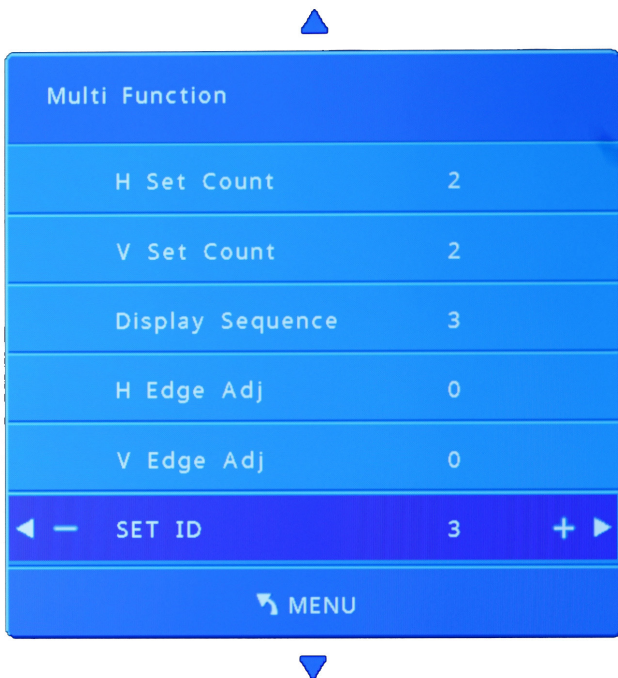 Multi Function
H Set Count 2
V Set Count 2
Display Sequence 3
H Edge Adj 0
V Edge Adj 0
SET ID 3
MENU